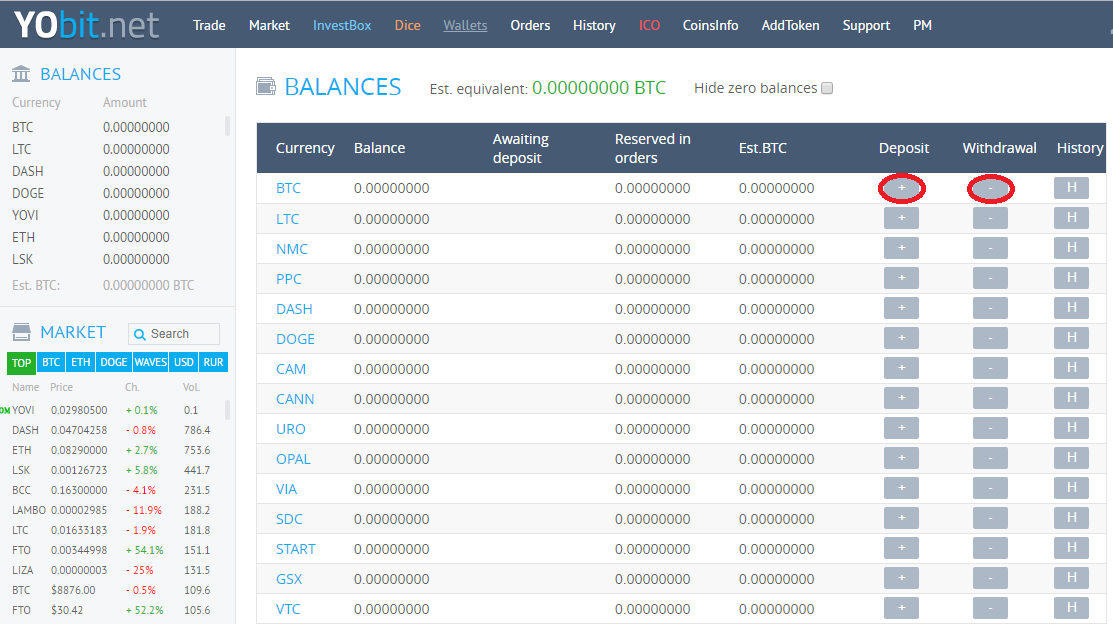 YObit.net Trade Market InvestBox Dice Wallets Orders History ICO CoinsInfo AddToken Support PM
BALANCES
Currency Amount
BTC 0.00000000
LTC 0.00000000
DASH 0.00000000
DOGE 0.00000000
YOVI 0.00000000
ETH 0.00000000
LSK 0.00000000
Est. BTC: 0.00000000 BTC
MARKET Search
TOP BTC ETH DOGE WAVES USD RUR
Name Price Ch. Vol.
YOVI 0.02980500 + 0.1% 0.1
DASH 0.04704258 - 0.8% 786.4
ETH 0.08290000 + 2.7% 753.6
LSK 0.00126723 + 5.8% 441.7
BCC 0.16300000 - 4.1% 231.5
LAMBO 0.00002985 - 11.9% 188.2
LTC 0.01633183 - 1.9% 181.8
FTO 0.00344998 + 54.1% 151.1
LIZA 0.00000003 - 25% 131.5
BTC $8876.00 - 0.5% 109.6
FTO $30.42 + 52.2% 105.6
BALANCES Est. equivalent: 0.00000000 BTC Hide zero balances
Currency Balance Awaiting deposit Reserved in orders Est.BTC Deposit Withdrawal History
BTC 0.00000000 0.00000000 0.00000000 + - H
LTC 0.00000000 0.00000000 0.00000000 + - H
NMC 0.00000000 0.00000000 0.00000000 + - H
PPC 0.00000000 0.00000000 0.00000000 + - H
DASH 0.00000000 0.00000000 0.00000000 + - H
DOGE 0.00000000 0.00000000 0.00000000 + - H
CAM 0.00000000 0.00000000 0.00000000 + - H
CANN 0.00000000 0.00000000 0.00000000 + - H
URO 0.00000000 0.00000000 0.00000000 + - H
OPAL 0.00000000 0.00000000 0.00000000 + - H
VIA 0.00000000 0.00000000 0.00000000 + - H
SDC 0.00000000 0.00000000 0.00000000 + - H
START 0.00000000 0.00000000 0.00000000 + - H
GSX 0.00000000 0.00000000 0.00000000 + - H
VTC 0.00000000 0.00000000 0.00000000 + - H